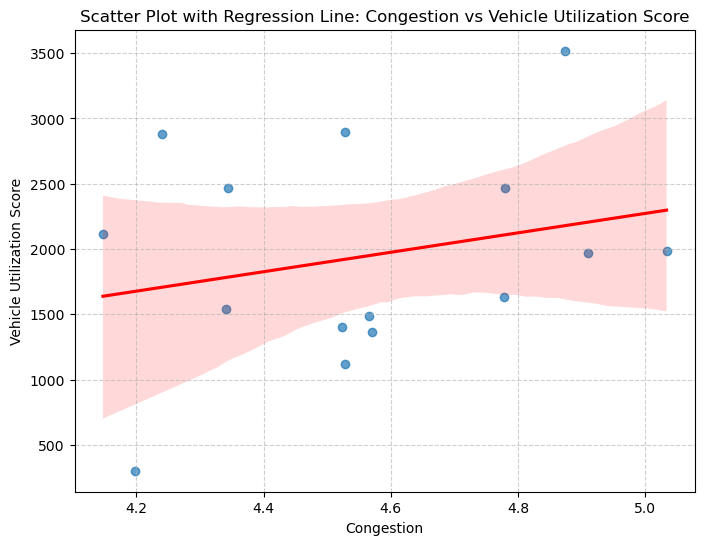 Scatter Plot with Regression Line: Congestion vs Vehicle Utilization Score
3500
3000
2500
2000
1500
1000
500
Vehicle Utilization Score
4.2 4.4 4.6 4.8 5.0
Congestion